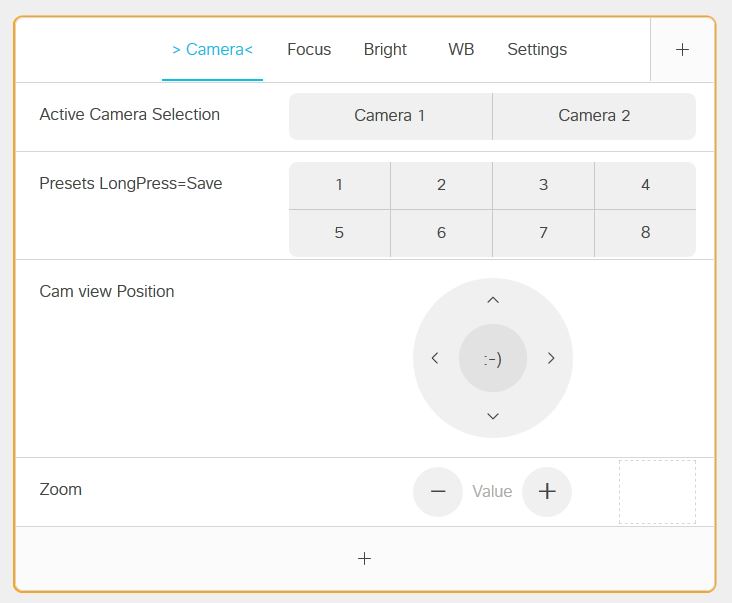 > Camera< Focus Bright WB Settings +
Active Camera Selection Camera 1 Camera 2
Presets LongPress=Save 1 2 3 4
5 6 7 8
Cam view Position
:-)
Zoom − Value +
+